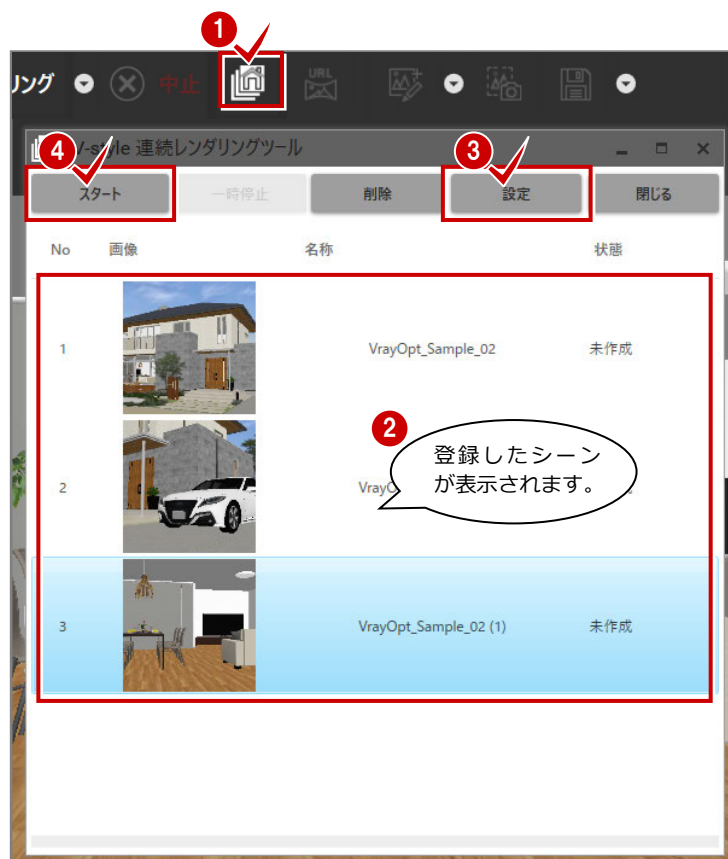 1
リング
中止
URL
4
V-style 連続レンダリングツール
3
スタート
一時停止
削除
設定
閉じる
No 画像 名称 状態
1 VrayOpt_Sample_02 未作成
2
登録したシーン
が表示されます。
2
3 VrayOpt_Sample_02 (1) 未作成